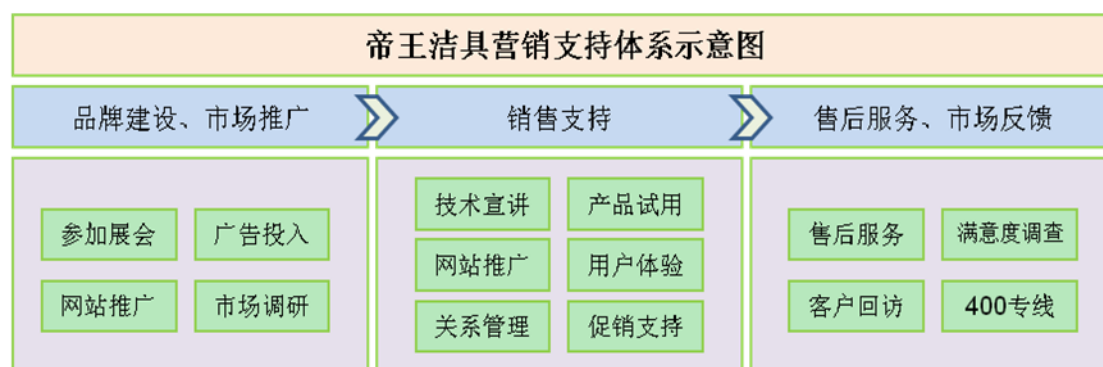 帝王洁具营销支持体系示意图
品牌建设、市场推广
销售支持
售后服务、市场反馈
参加展会 广告投入
网站推广 市场调研
技术宣讲 产品试用
网站推广 用户体验
关系管理 促销支持
售后服务 满意度调查
客户回访 400专线